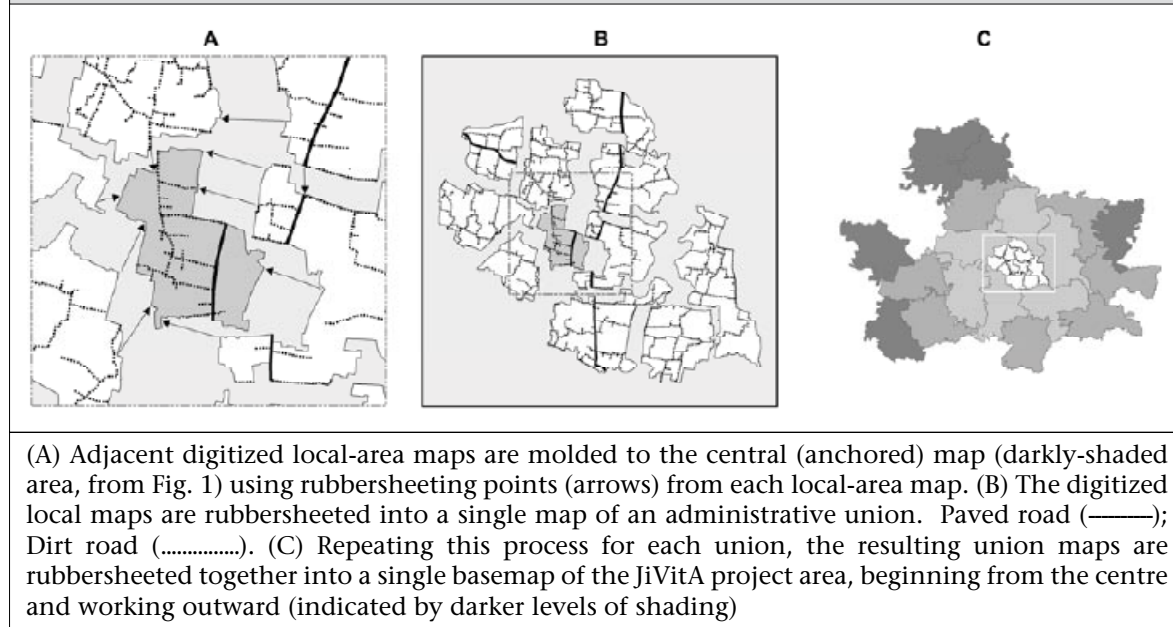 A
B
C
(A) Adjacent digitized local-area maps are molded to the central (anchored) map (darkly-shaded
area, from Fig. 1) using rubbersheeting points (arrows) from each local-area map. (B) The digitized
local maps are rubbersheeted into a single map of an administrative union. Paved road (----------);
Dirt road (...............). (C) Repeating this process for each union, the resulting union maps are
rubbersheeted together into a single basemap of the JiVitA project area, beginning from the centre
and working outward (indicated by darker levels of shading)